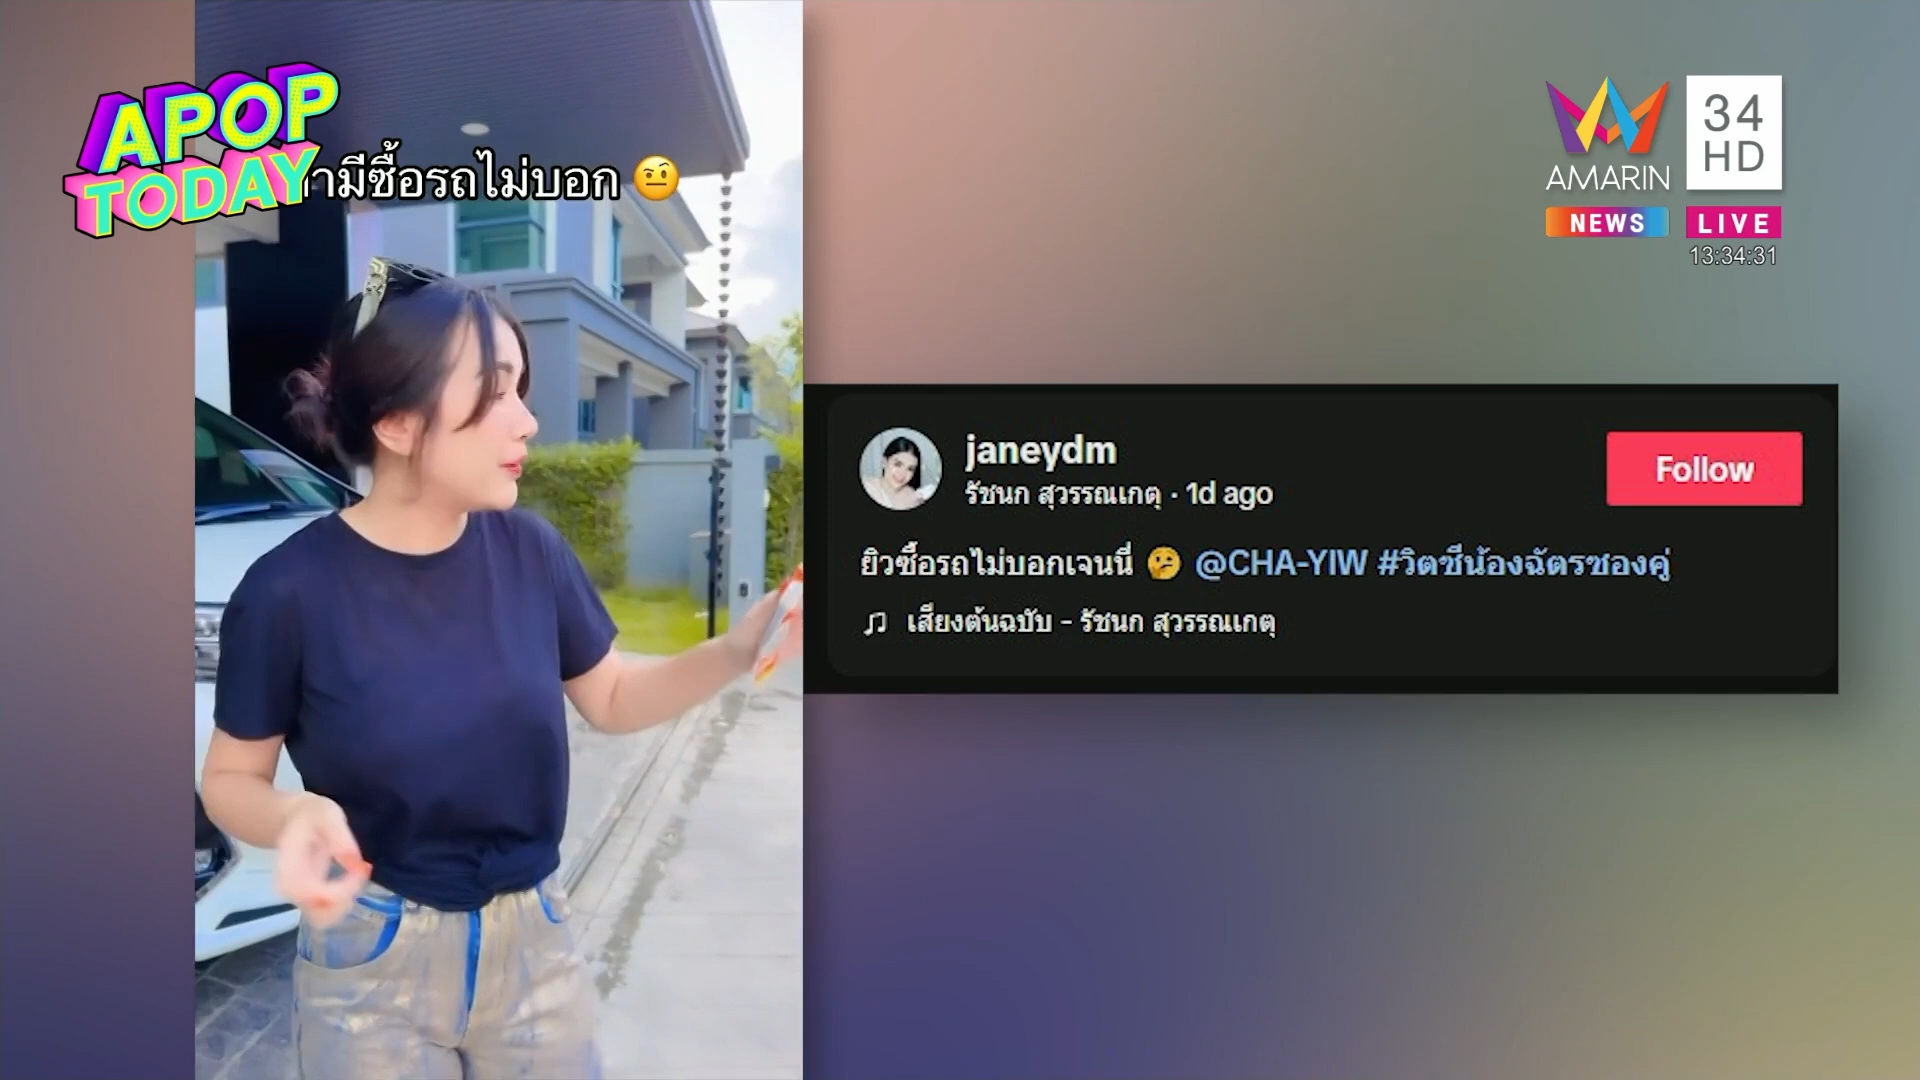 APOP
TODAY
ามีซื้อรถไม่บอก 🤨
AMARIN
34
HD
NEWS
LIVE
13:34:31
janeydm
รัชนก สุวรรณเกตุ · 1d ago
Follow
ยิวซื้อรถไม่บอกเจนนี่ 🤔 @CHA-YIW #วิตซีน้องฉัตรซองคู่
เสียงต้นฉบับ - รัชนก สุวรรณเกตุ